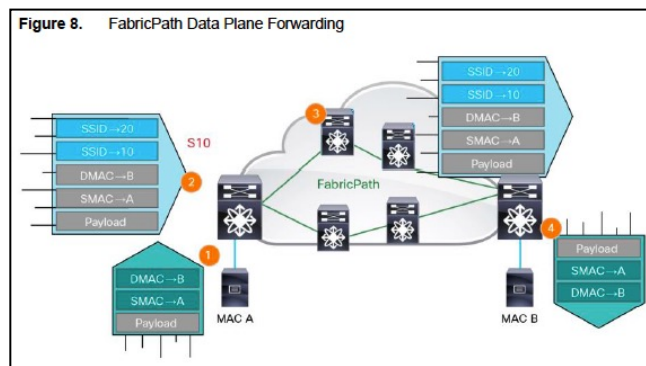 Figure 8. FabricPath Data Plane Forwarding
SSID→20
SSID→10
DMAC→B
SMAC→A
Payload
S10
2
1
DMAC→B
SMAC→A
Payload
MAC A
3
FabricPath
SSID→20
SSID→10
DMAC→B
SMAC→A
Payload
4
MAC B
Payload
SMAC→A
DMAC→B